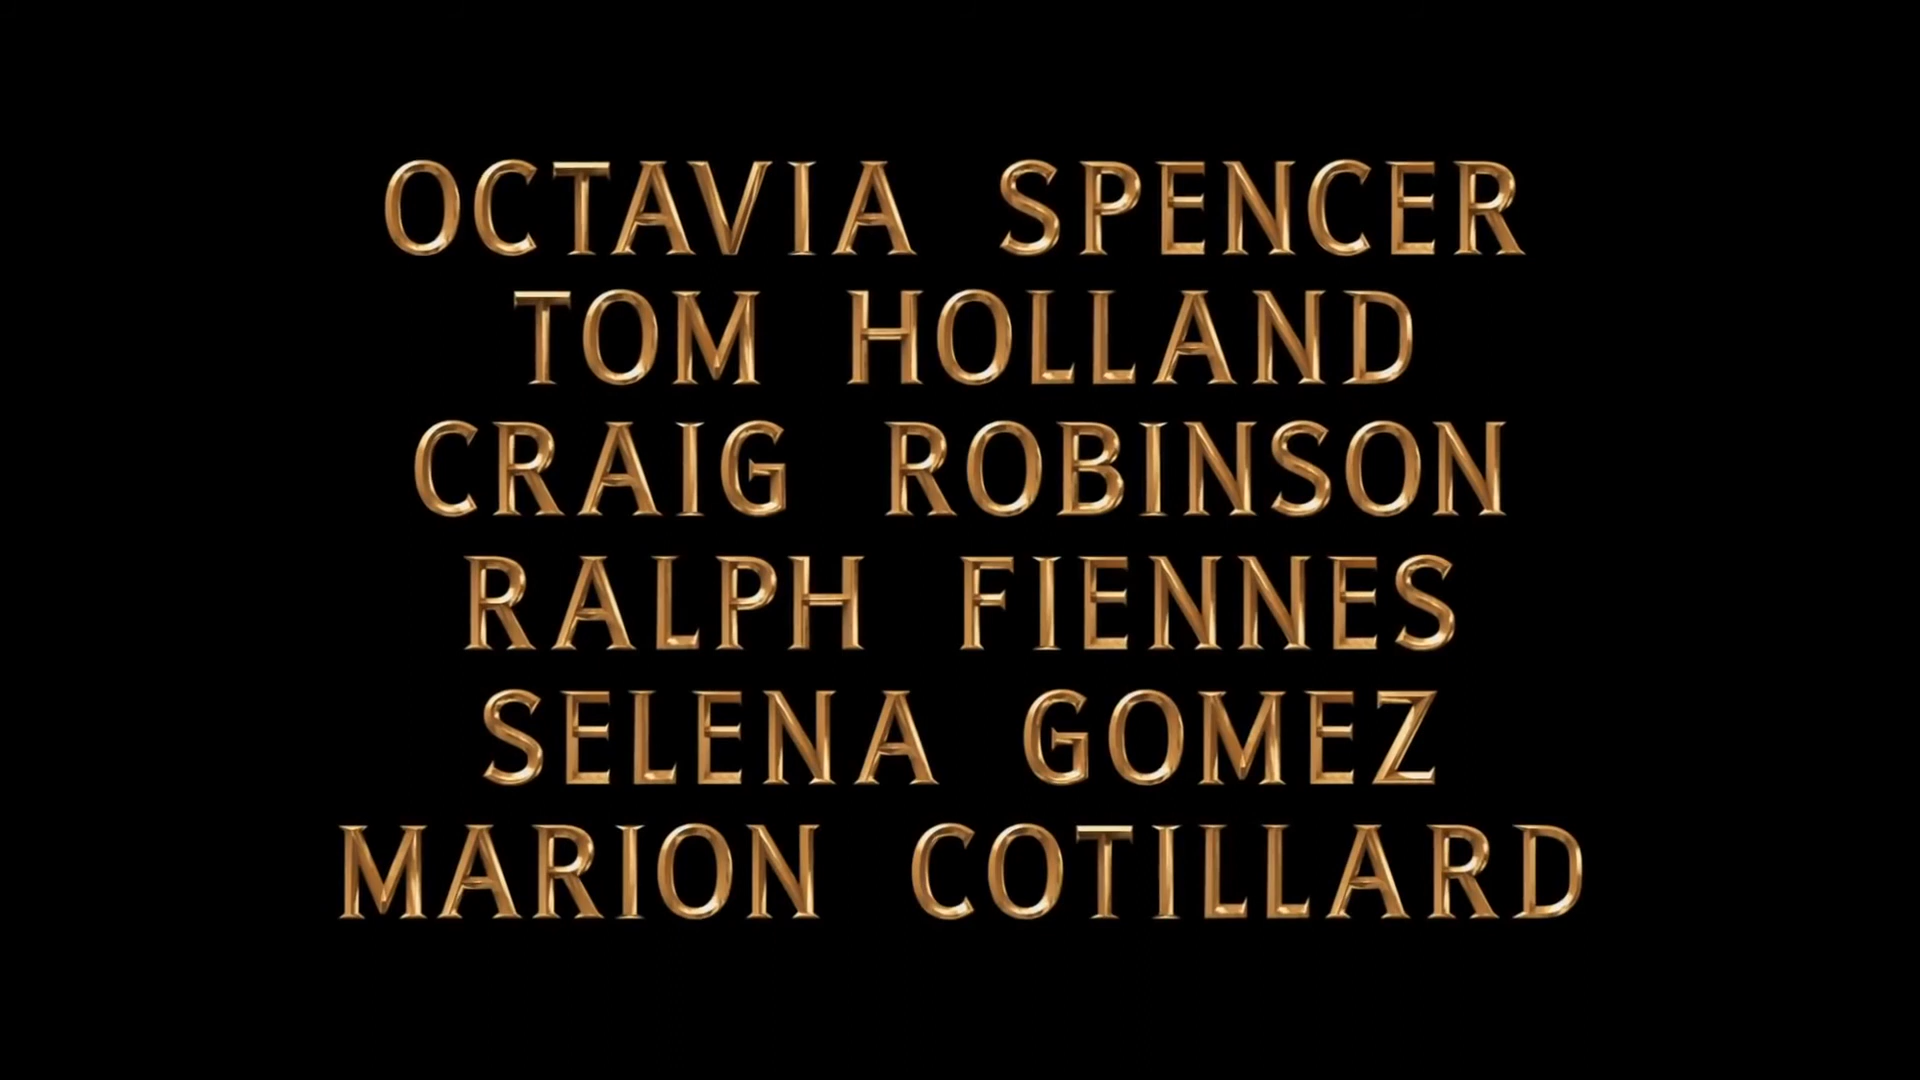 OCTAVIA SPENCER
TOM HOLLAND
CRAIG ROBINSON
RALPH FIENNES
SELENA GOMEZ
MARION COTILLARD